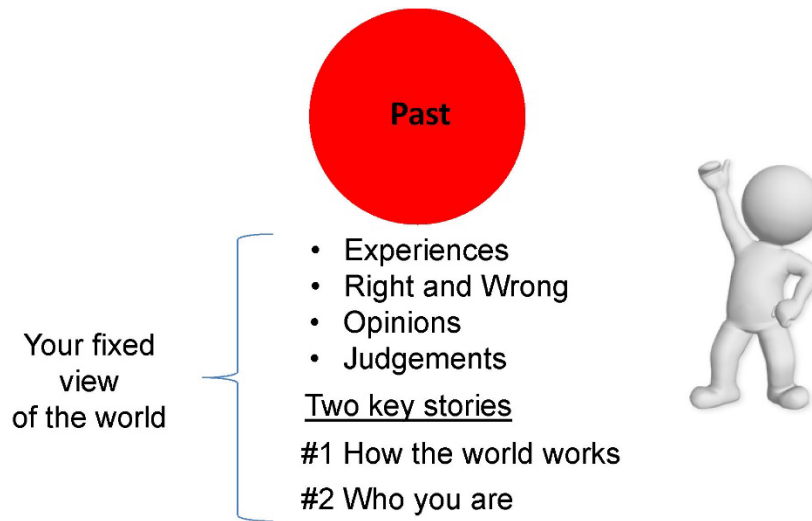 Past
• Experiences
• Right and Wrong
• Opinions
• Judgements
Your fixed
view
of the world
Two key stories
#1 How the world works
#2 Who you are